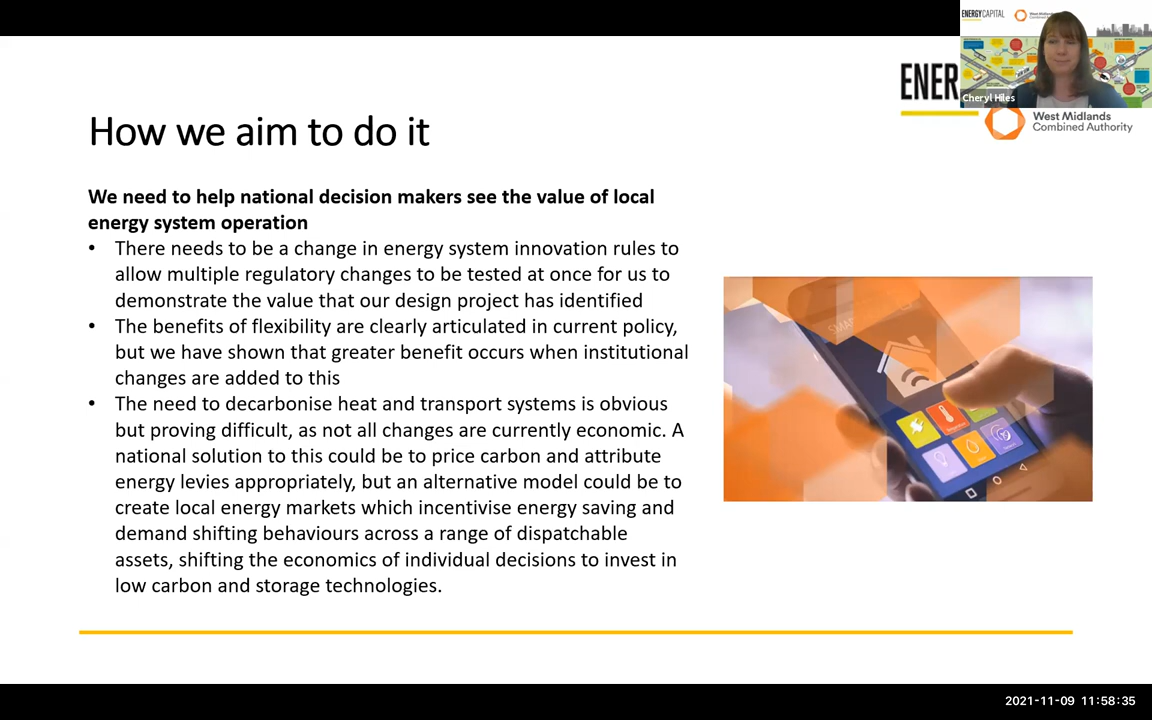 ENERGYCAPITAL
Cheryl Hiles
ENER
West Midlands
Combined Authority
How we aim to do it
We need to help national decision makers see the value of local
energy system operation
• There needs to be a change in energy system innovation rules to
allow multiple regulatory changes to be tested at once for us to
demonstrate the value that our design project has identified
• The benefits of flexibility are clearly articulated in current policy,
but we have shown that greater benefit occurs when institutional
changes are added to this
• The need to decarbonise heat and transport systems is obvious
but proving difficult, as not all changes are currently economic. A
national solution to this could be to price carbon and attribute
energy levies appropriately, but an alternative model could be to
create local energy markets which incentivise energy saving and
demand shifting behaviours across a range of dispatchable
assets, shifting the economics of individual decisions to invest in
low carbon and storage technologies.
2021-11-09 11:58:35